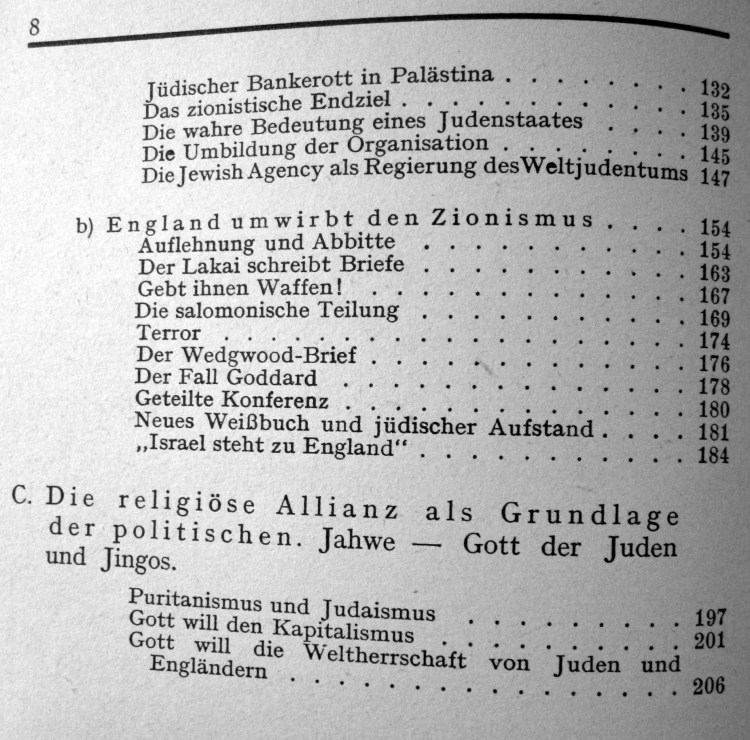 8
Jüdischer Bankerott in Palästina . . . . . . . 132
Das zionistische Endziel . . . . . . . . . . . 135
Die wahre Bedeutung eines Judenstaates . . . . 139
Die Umbildung der Organisation . . . . . . . . 145
Die Jewish Agency als Regierung des Weltjudentums 147
b) England umwirbt den Zionismus . . . . 154
Auflehnung und Abbitte . . . . . . . . . . . 154
Der Lakai schreibt Briefe . . . . . . . . . . . 163
Gebt ihnen Waffen! . . . . . . . . . . . . . 167
Die salomonische Teilung . . . . . . . . . . . 169
Terror . . . . . . . . . . . . . . . . . . 174
Der Wedgwood-Brief . . . . . . . . . . . . . 176
Der Fall Goddard . . . . . . . . . . . . . . 178
Geteilte Konferenz . . . . . . . . . . . . . . 180
Neues Weißbuch und jüdischer Aufstand . . . . 181
„Israel steht zu England“ . . . . . . . . . . . 184
C. Die religiöse Allianz als Grundlage
der politischen. Jahwe — Gott der Juden
und Jingos.
Puritanismus und Judaismus . . . . . . . . 197
Gott will den Kapitalismus . . . . . . . . . 201
Gott will die Weltherrschaft von Juden und
Engländern . . . . . . . . . . . . . . . . 206